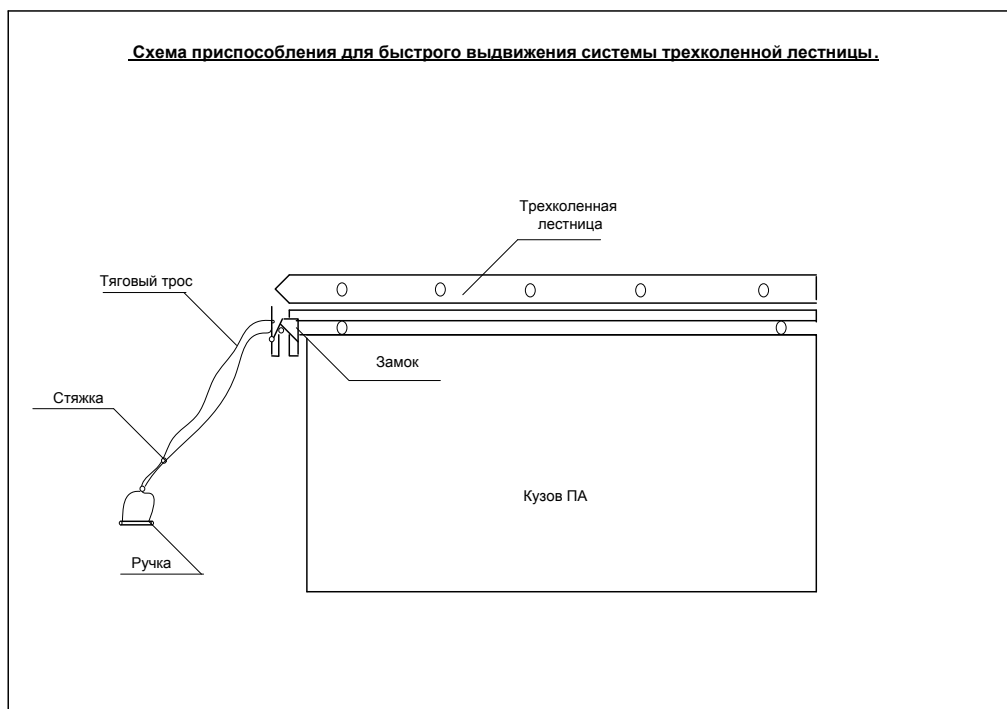 Схема приспособления для быстрого выдвижения системы трехколенной лестницы.
Трехколенная
лестница
Тяговый трос
Замок
Стяжка
Кузов ПА
Ручка